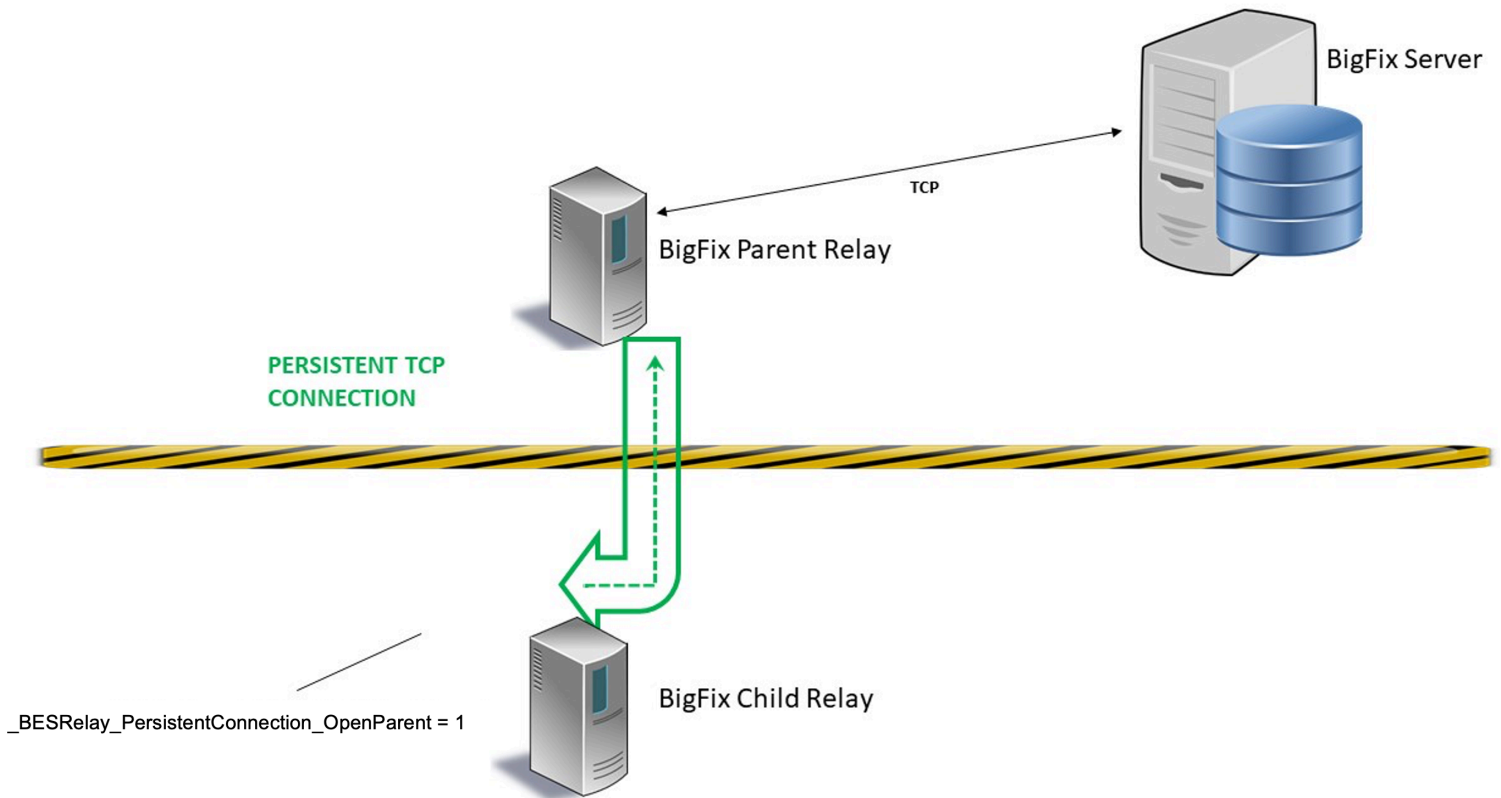 BigFix Server
TCP
BigFix Parent Relay
PERSISTENT TCP
CONNECTION
BigFix Child Relay
_BESRelay_PersistentConnection_OpenParent = 1